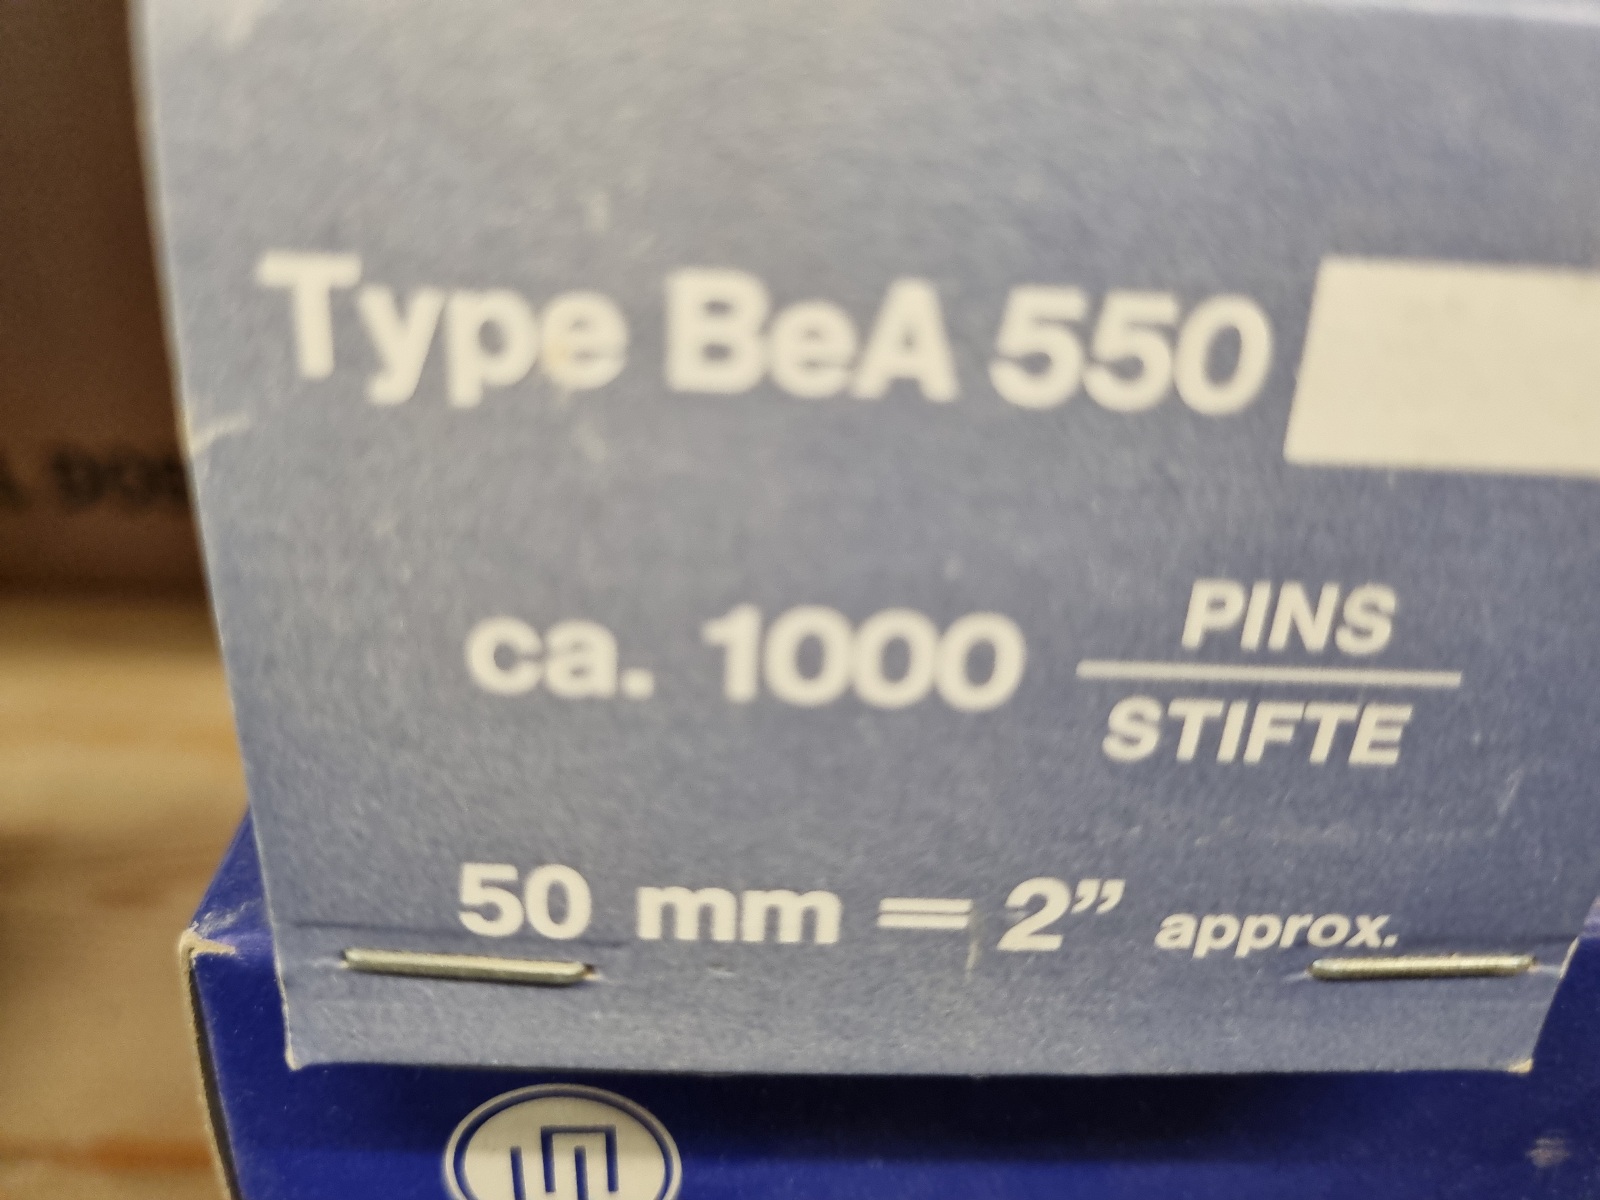 Type BeA 550
ca. 1000 PINS
STIFTE
50 mm = 2” approx.